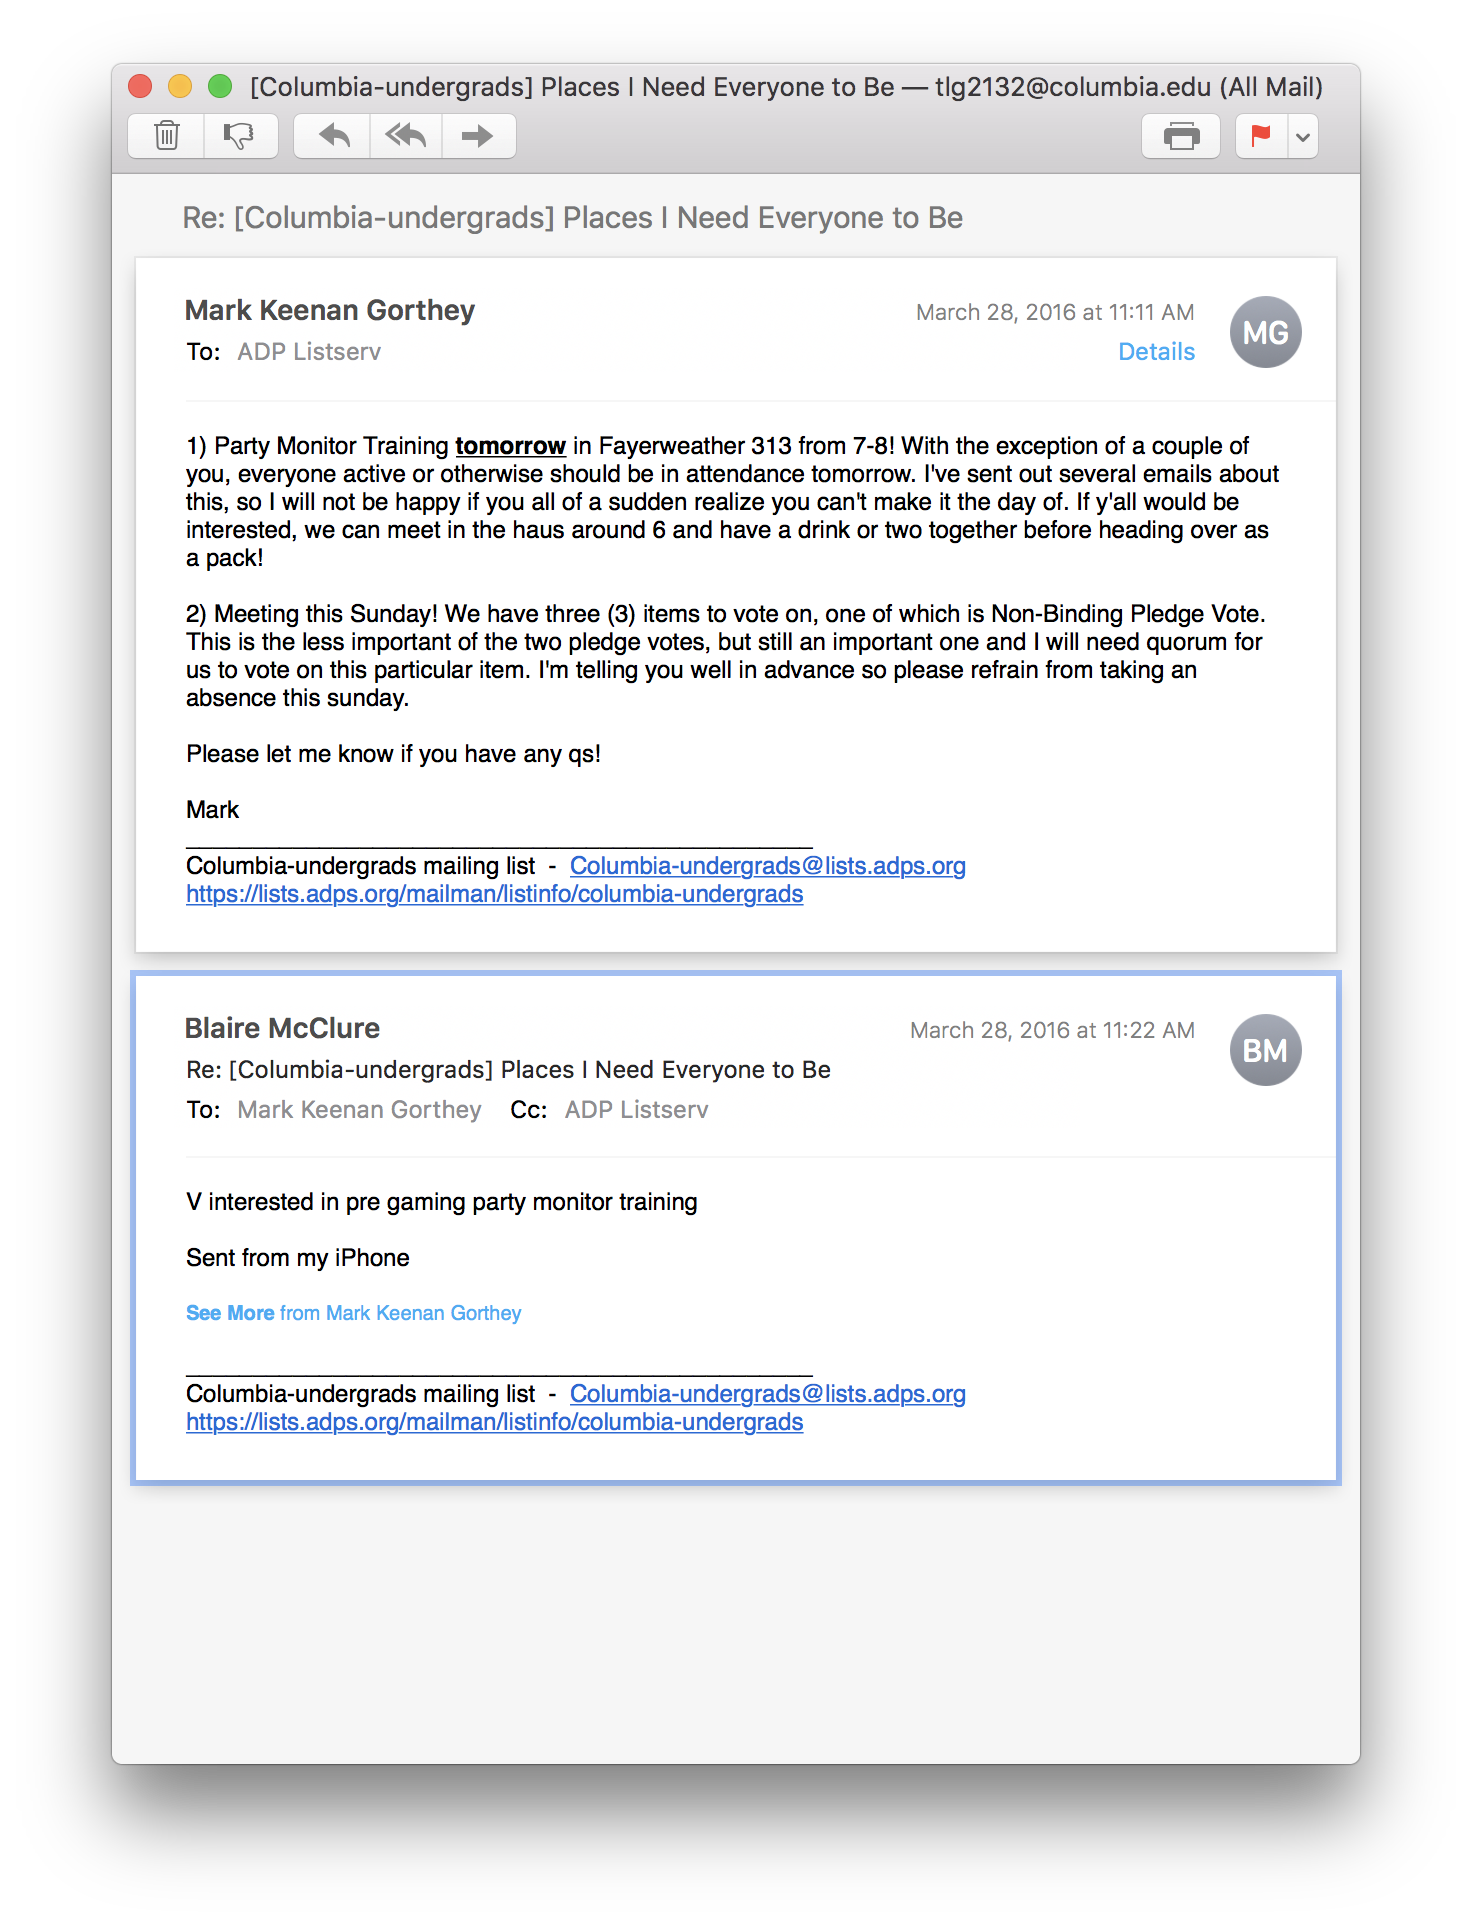 [Columbia-undergrads] Places I Need Everyone to Be — tlg2132@columbia.edu (All Mail)
Re: [Columbia-undergrads] Places I Need Everyone to Be
Mark Keenan Gorthey
March 28, 2016 at 11:11 AM
MG
To: ADP Listserv
Details
1) Party Monitor Training tomorrow in Fayerweather 313 from 7-8! With the exception of a couple of
you, everyone active or otherwise should be in attendance tomorrow. I've sent out several emails about
this, so I will not be happy if you all of a sudden realize you can't make it the day of. If y'all would be
interested, we can meet in the haus around 6 and have a drink or two together before heading over as
a pack!
2) Meeting this Sunday! We have three (3) items to vote on, one of which is Non-Binding Pledge Vote.
This is the less important of the two pledge votes, but still an important one and I will need quorum for
us to vote on this particular item. I'm telling you well in advance so please refrain from taking an
absence this sunday.
Please let me know if you have any qs!
Mark
_______________________________________________
Columbia-undergrads mailing list - Columbia-undergrads@lists.adps.org
https://lists.adps.org/mailman/listinfo/columbia-undergrads
Blaire McClure
March 28, 2016 at 11:22 AM
BM
Re: [Columbia-undergrads] Places I Need Everyone to Be
To: Mark Keenan Gorthey Cc: ADP Listserv
V interested in pre gaming party monitor training
Sent from my iPhone
See More from Mark Keenan Gorthey
_______________________________________________
Columbia-undergrads mailing list - Columbia-undergrads@lists.adps.org
https://lists.adps.org/mailman/listinfo/columbia-undergrads